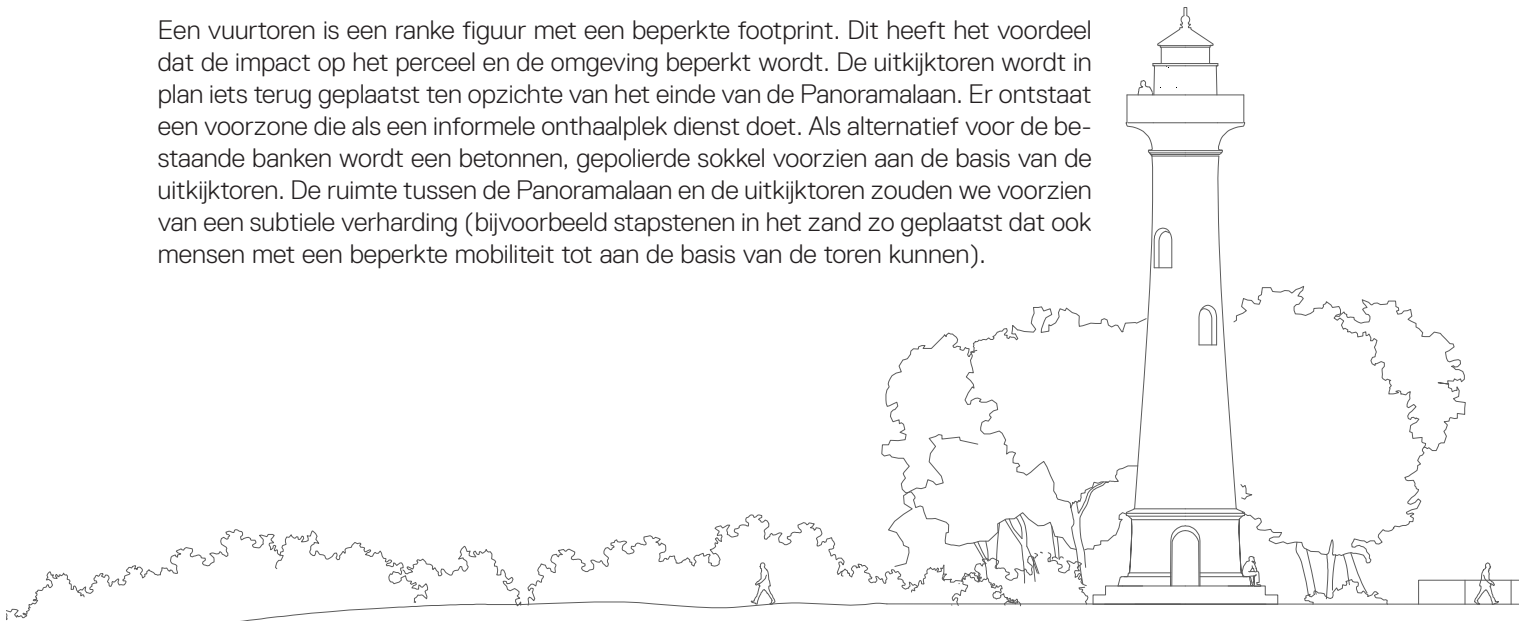 Een vuurtoren is een ranke figuur met een beperkte footprint. Dit heeft het voordeel
dat de impact op het perceel en de omgeving beperkt wordt. De uitkijktoren wordt in
plan iets terug geplaatst ten opzichte van het einde van de Panoramalaan. Er ontstaat
een voorzone die als een informele onthaalplek dienst doet. Als alternatief voor de be-
staande banken wordt een betonnen, gepolierde sokkel voorzien aan de basis van de
uitkijktoren. De ruimte tussen de Panoramalaan en de uitkijktoren zouden we voorzien
van een subtiele verharding (bijvoorbeeld stapstenen in het zand zo geplaatst dat ook
mensen met een beperkte mobiliteit tot aan de basis van de toren kunnen).